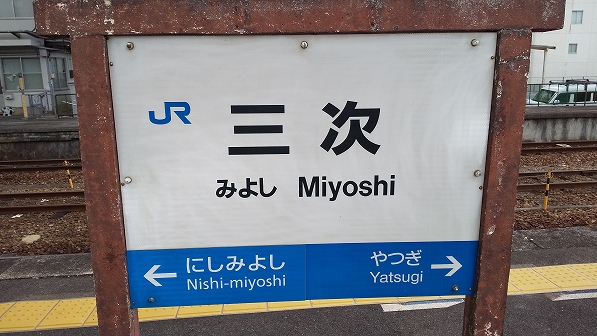 JR
三次
みよし Miyoshi
にしみよし
Nishi-miyoshi
やつぎ
Yatsugi